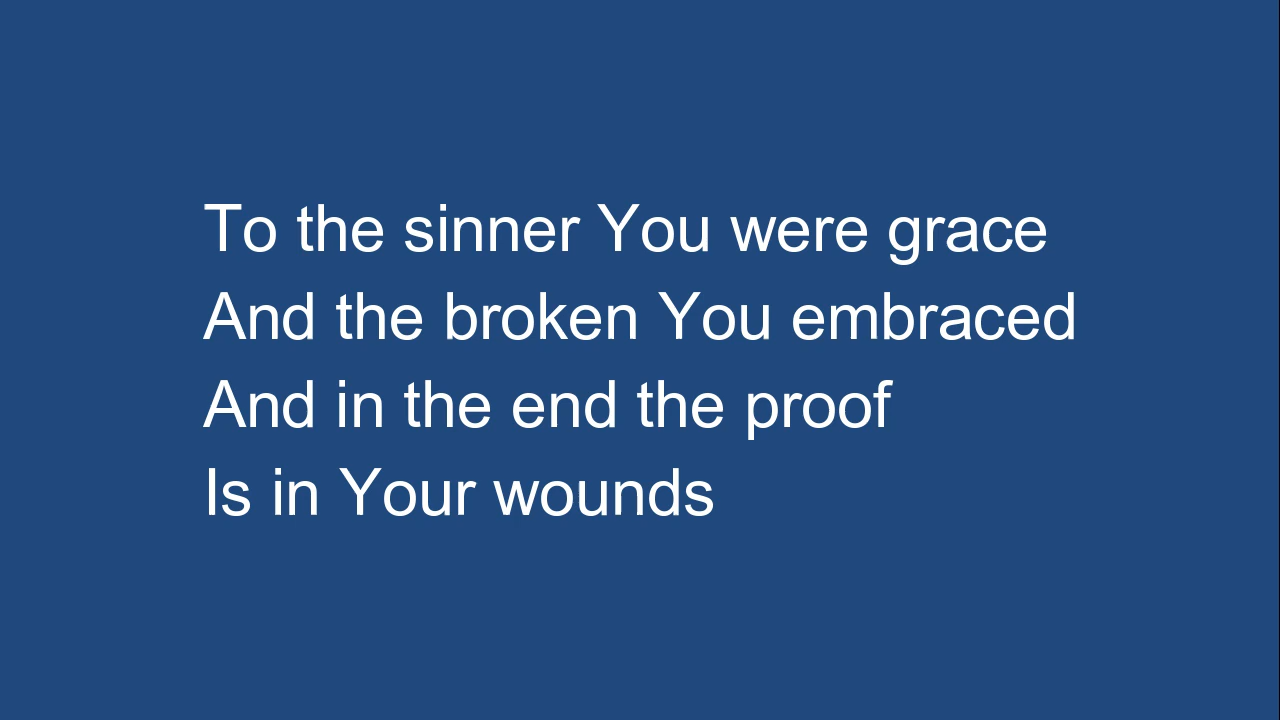 To the sinner You were grace
And the broken You embraced
And in the end the proof
Is in Your wounds